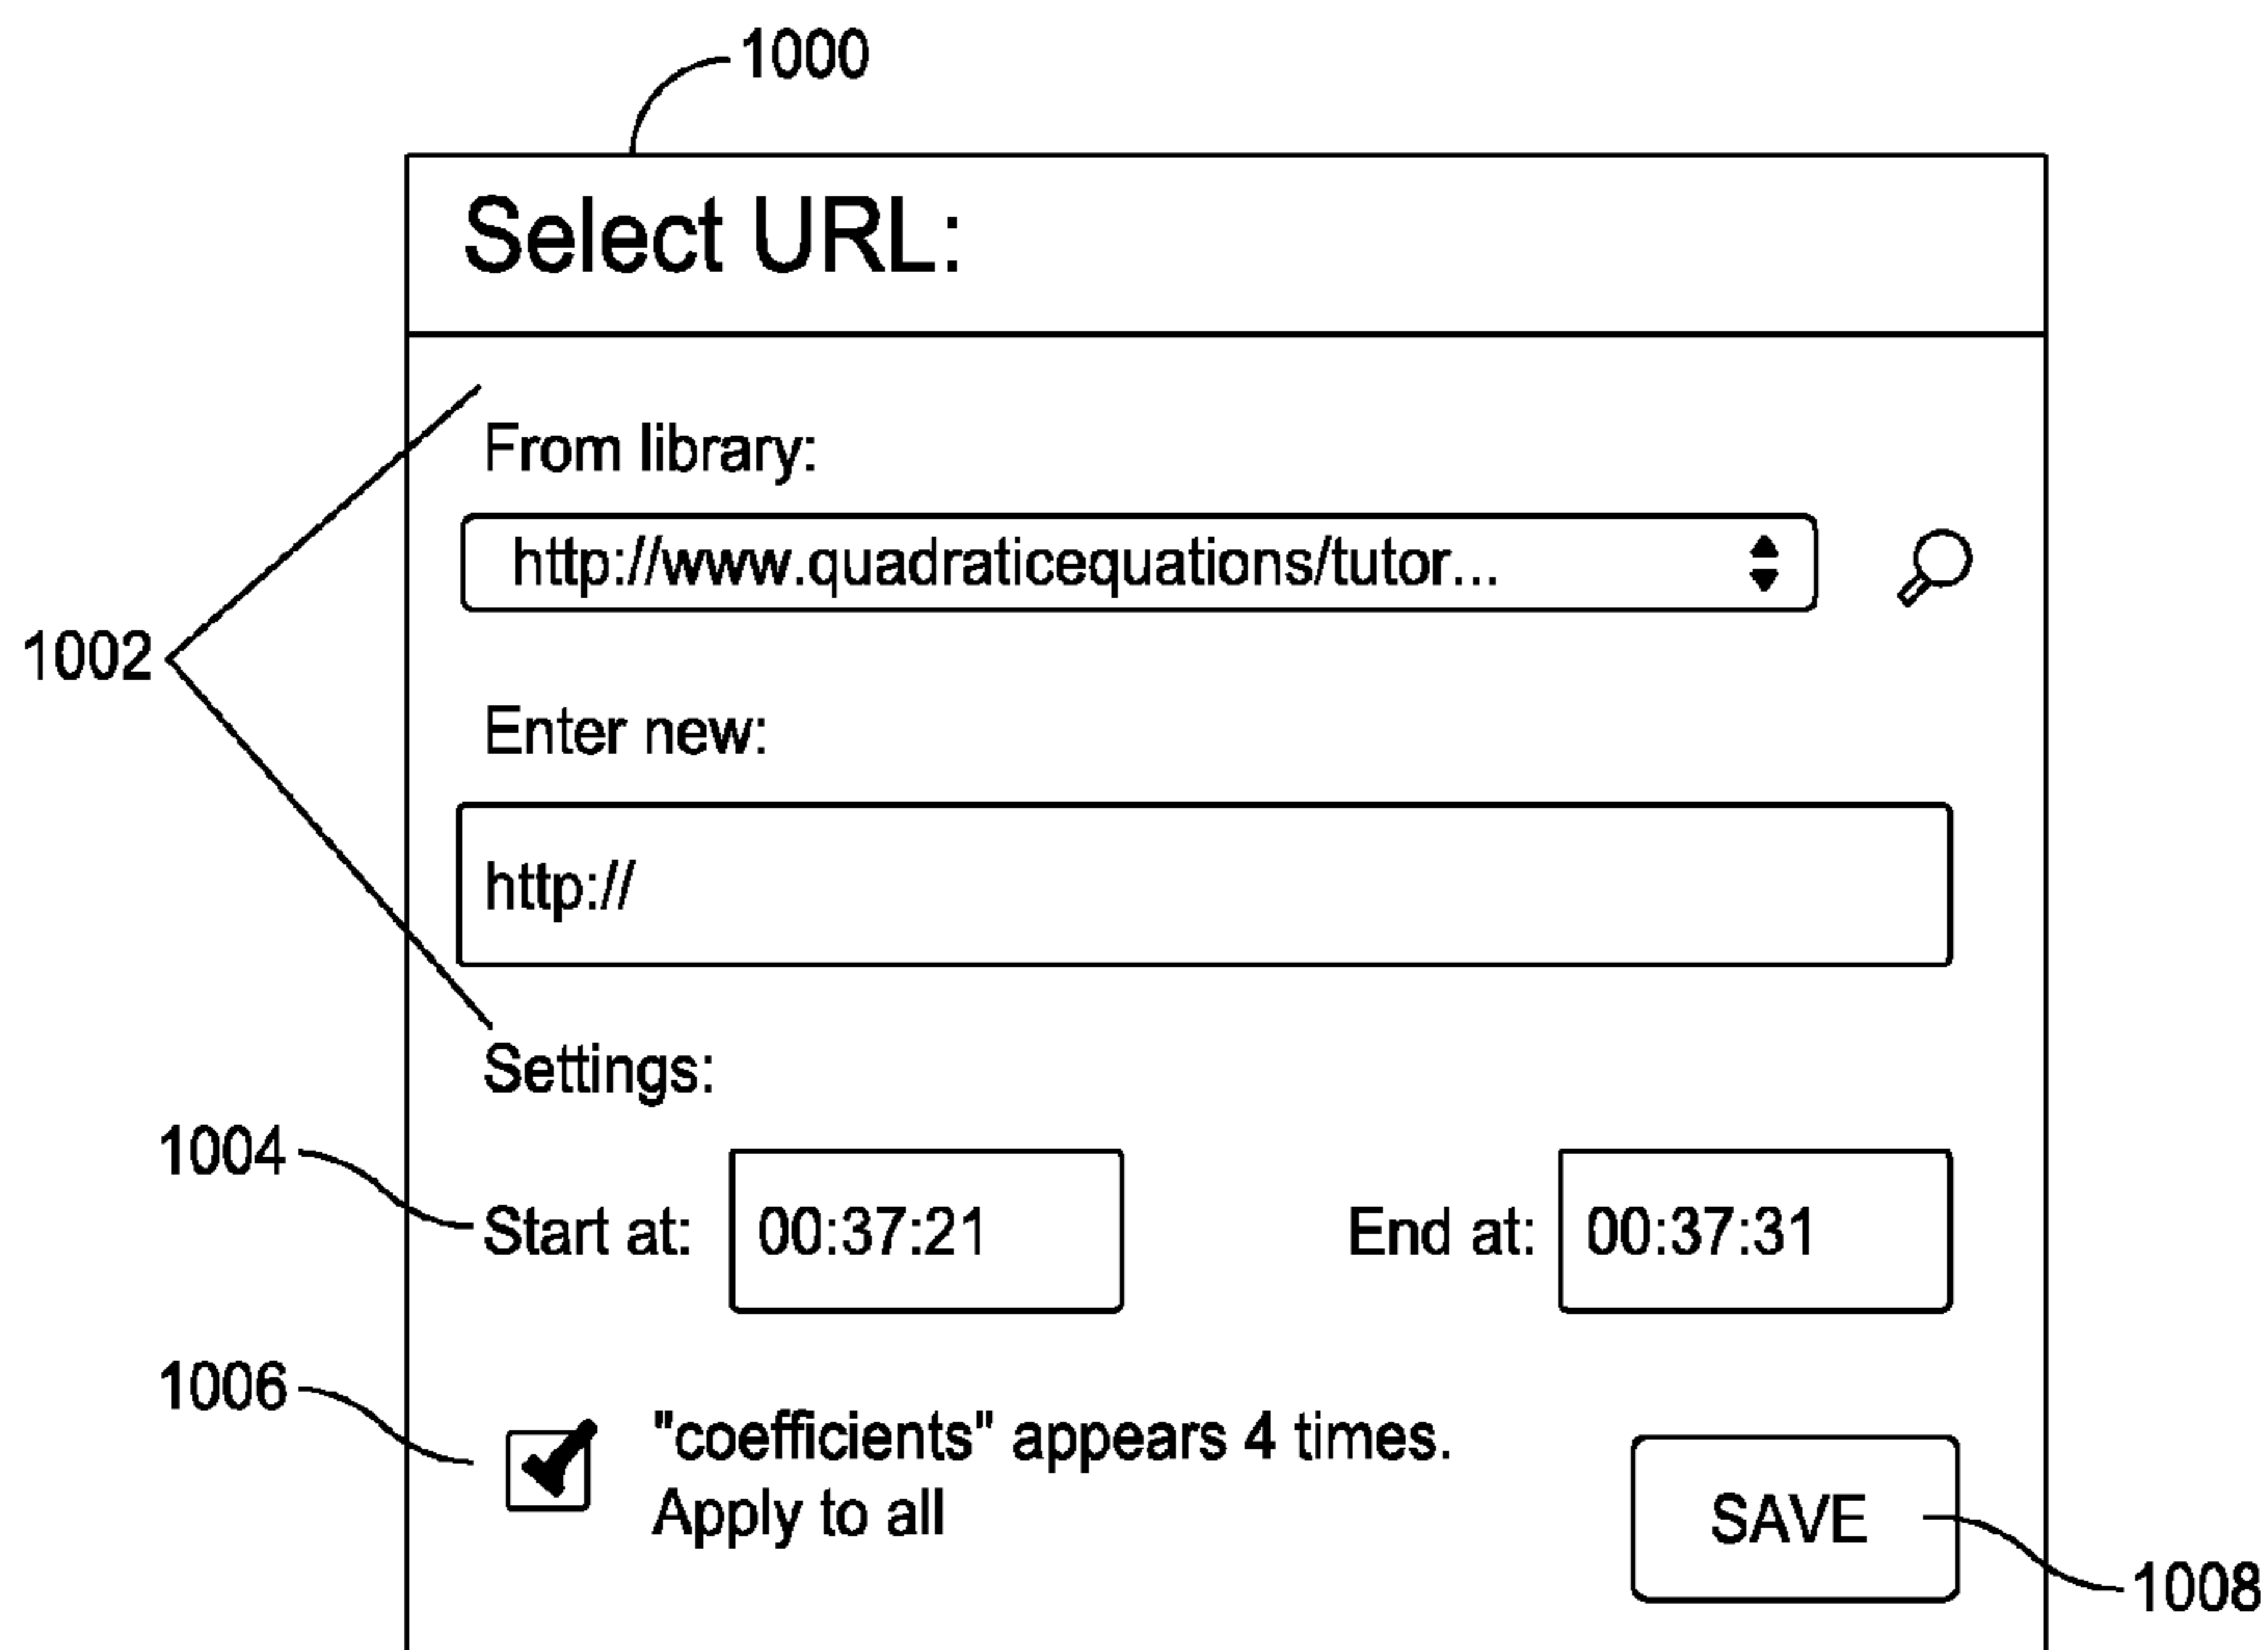 1000
Select URL:
From library:
http://www.quadraticequations/tutor...
1002
Enter new:
http://
Settings:
1004
Start at: 00:37:21 End at: 00:37:31
1006
"coefficients" appears 4 times.
Apply to all
SAVE
1008